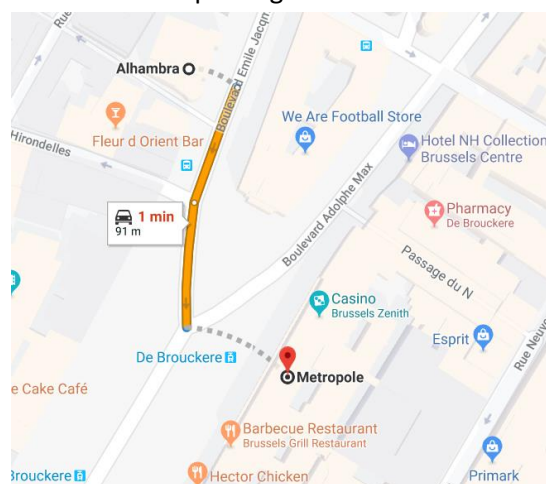 Rue
Alhambra
Boulevard Emile Jacqm
We Are Football Store
Fleur d Orient Bar
Hirondelles
Hotel NH Collection
Brussels Centre
Boulevard Adolphe Max
1 min
91 m
Pharmacy
De Brouckere
Passage du N
Casino
Brussels Zenith
Esprit
Rue Neuve
De Brouckere
Metropole
e Cake Café
Barbecue Restaurant
Brussels Grill Restaurant
Brouckere
Hector Chicken
Primark